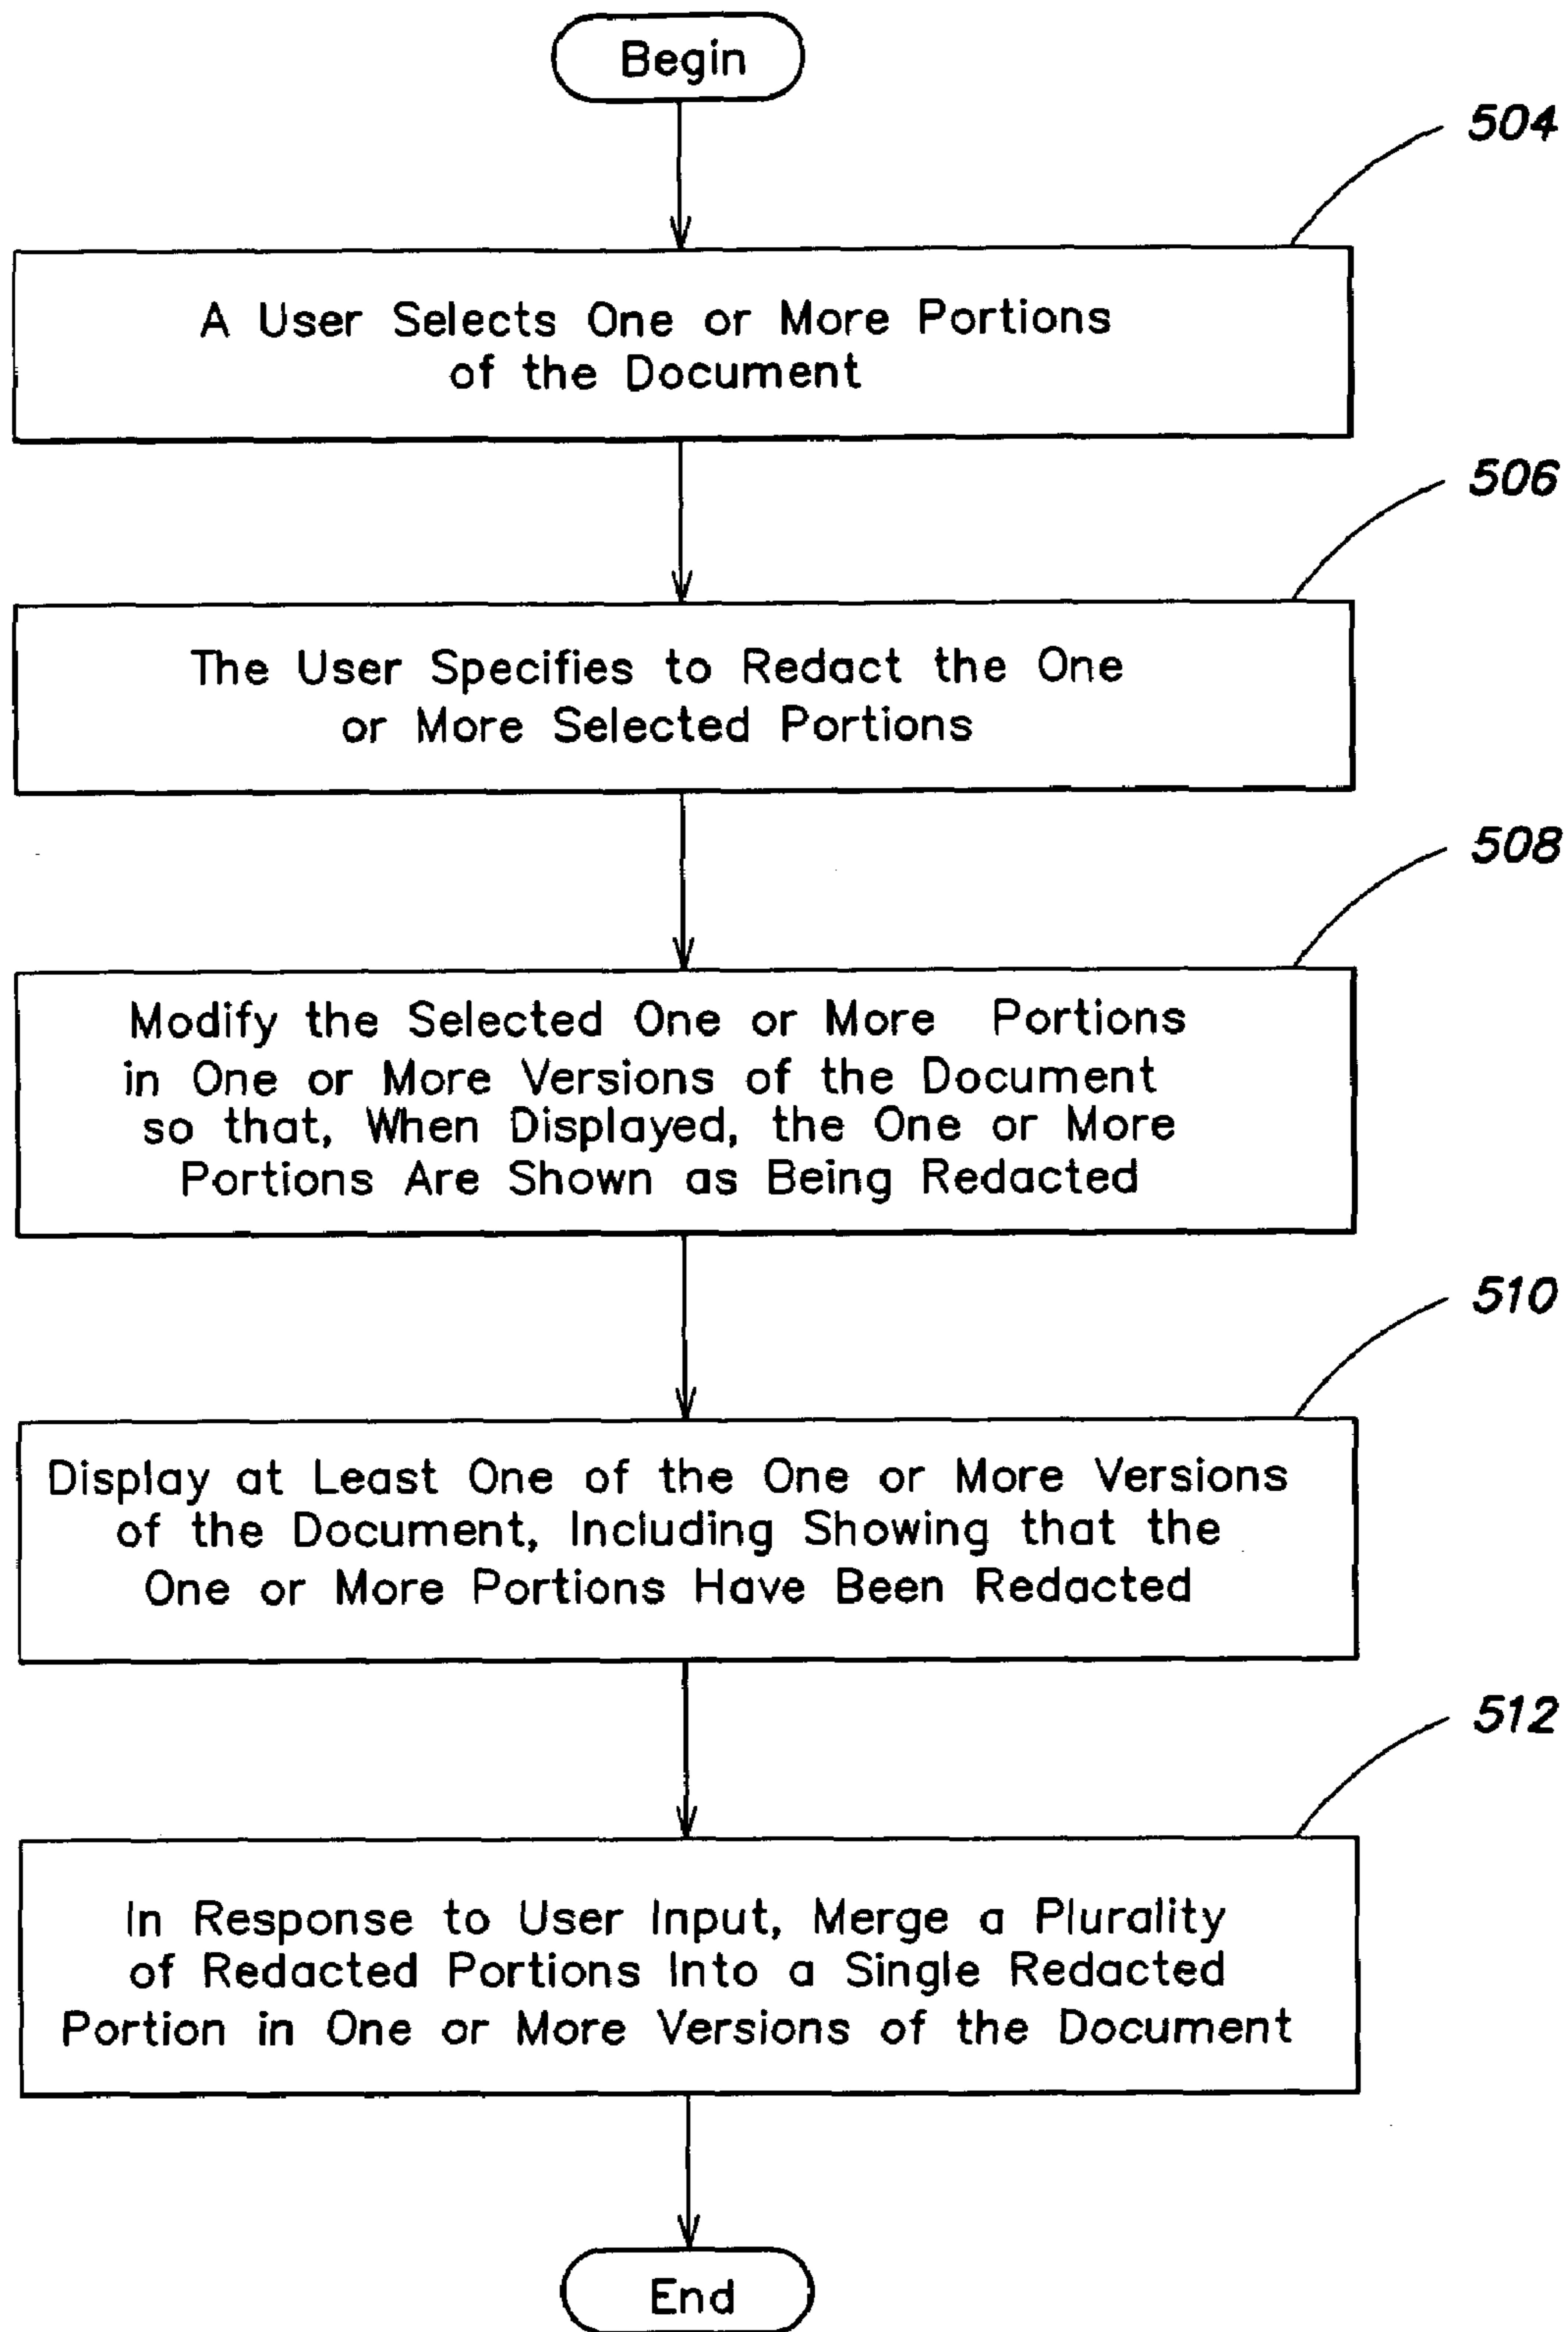 Begin
504
A User Selects One or More Portions
of the Document
506
The User Specifies to Redact the One
or More Selected Portions
508
Modify the Selected One or More Portions
in One or More Versions of the Document
so that, When Displayed, the One or More
Portions Are Shown as Being Redacted
510
Display at Least One of the One or More Versions
of the Document, Including Showing that the
One or More Portions Have Been Redacted
512
In Response to User Input, Merge a Plurality
of Redacted Portions Into a Single Redacted
Portion in One or More Versions of the Document
End